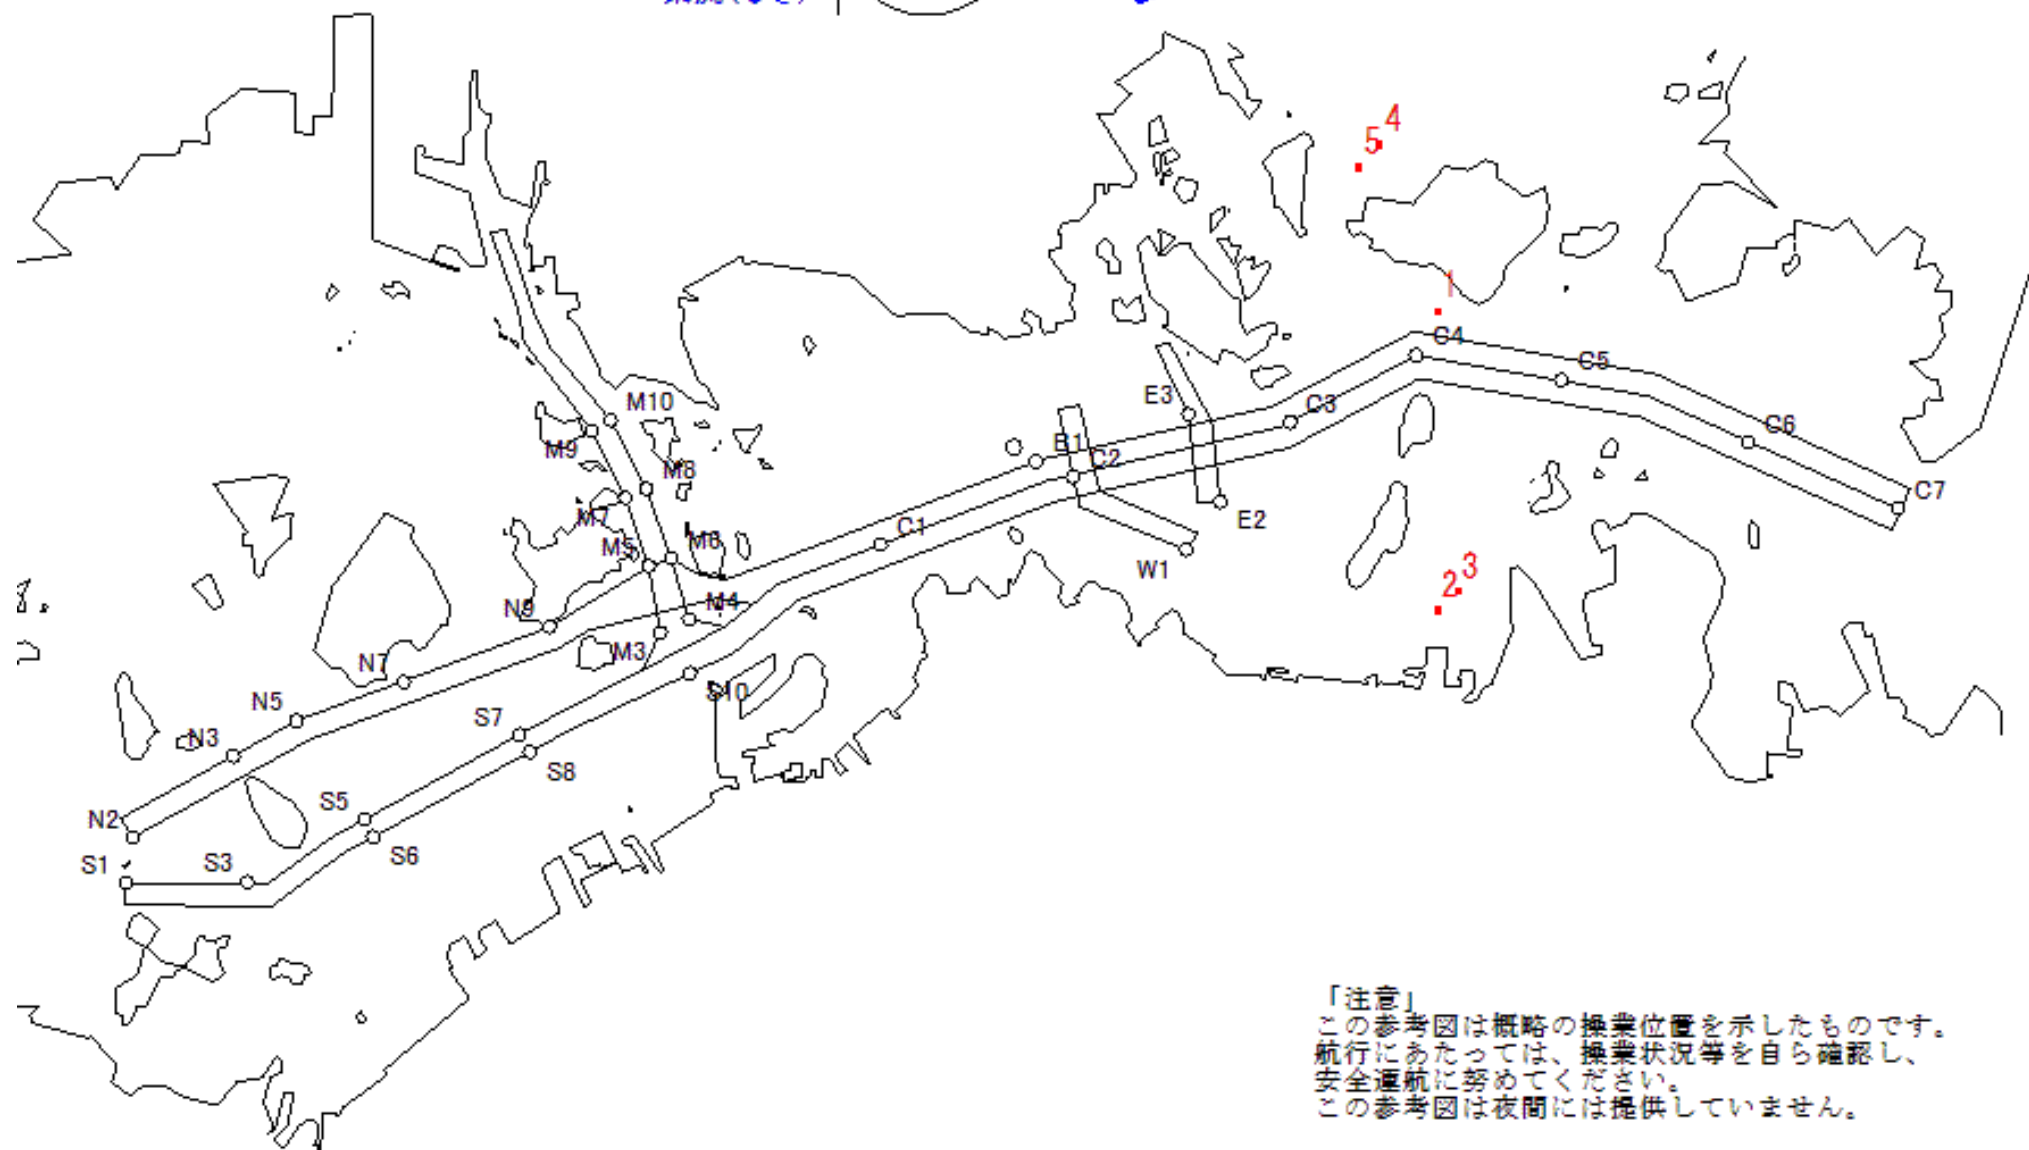 4
5
1
C4
C5
E3
M10
C3
C6
B1
M9
C2
M8
C7
M7
E2
C1
M6
M5
W1
3
2
N9
M4
M3
N7
S10
N5
S7
N3
S8
S5
N2
S6
S1
S3
「注意」
この参考図は概略の操業位置を示したものです。
航行にあたっては、操業状況等を自ら確認し、
安全運航に努めてください。
この参考図は夜間には提供していません。